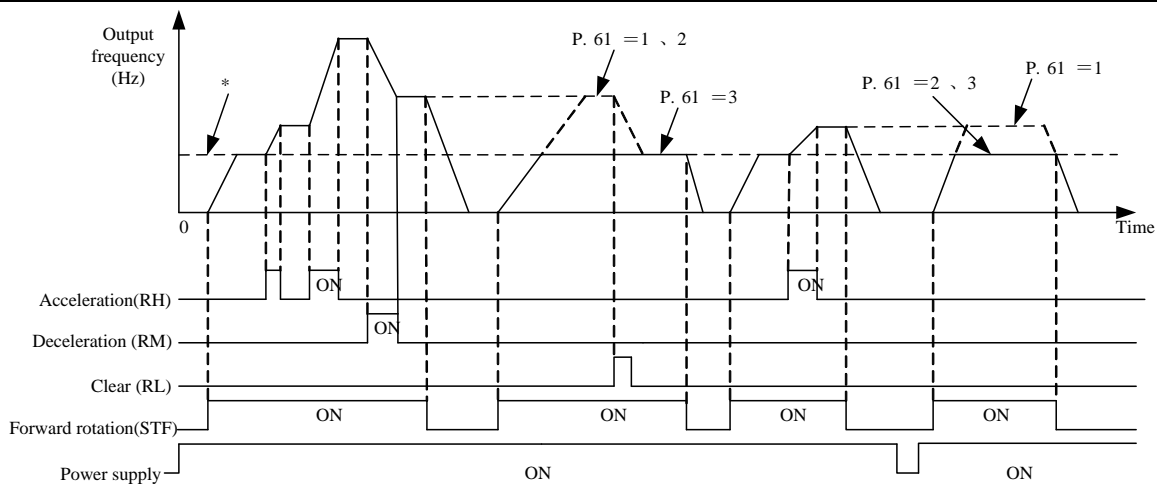 Output
frequency
(Hz)
*
P. 61 =1 、2
P. 61 =3
P. 61 =2、3
P. 61 =1
0
Time
Acceleration(RH)
ON
ON
Deceleration (RM)
ON
Clear (RL)
Forward rotation(STF)
ON
ON
ON
ON
Power supply
ON
ON